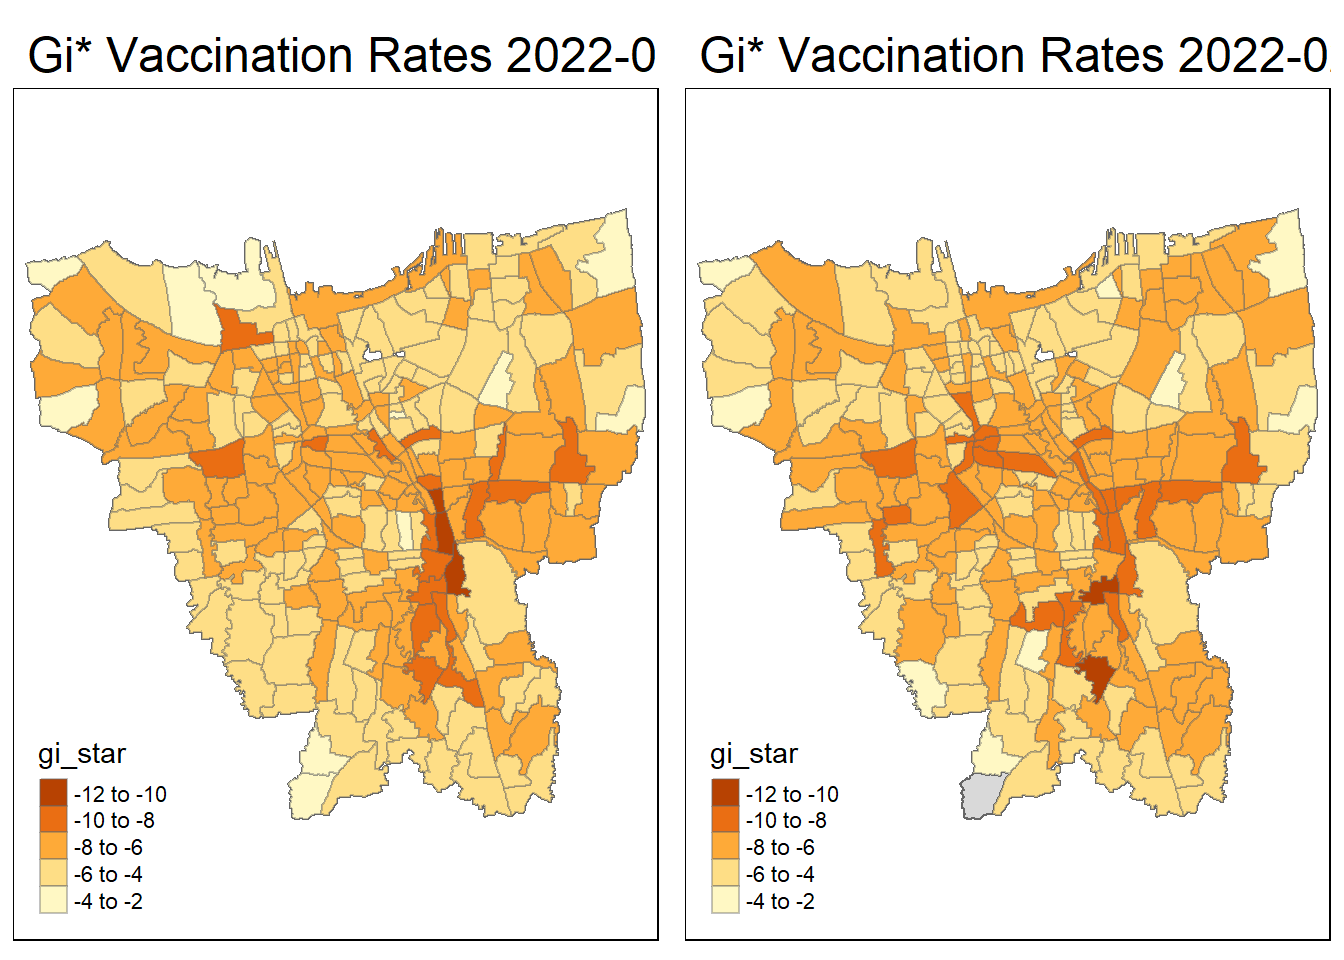 Gi* Vaccination Rates 2022-0
gi_star
-12 to -10
-10 to -8
-8 to -6
-6 to -4
-4 to -2
Gi* Vaccination Rates 2022-0
gi_star
-12 to -10
-10 to -8
-8 to -6
-6 to -4
-4 to -2